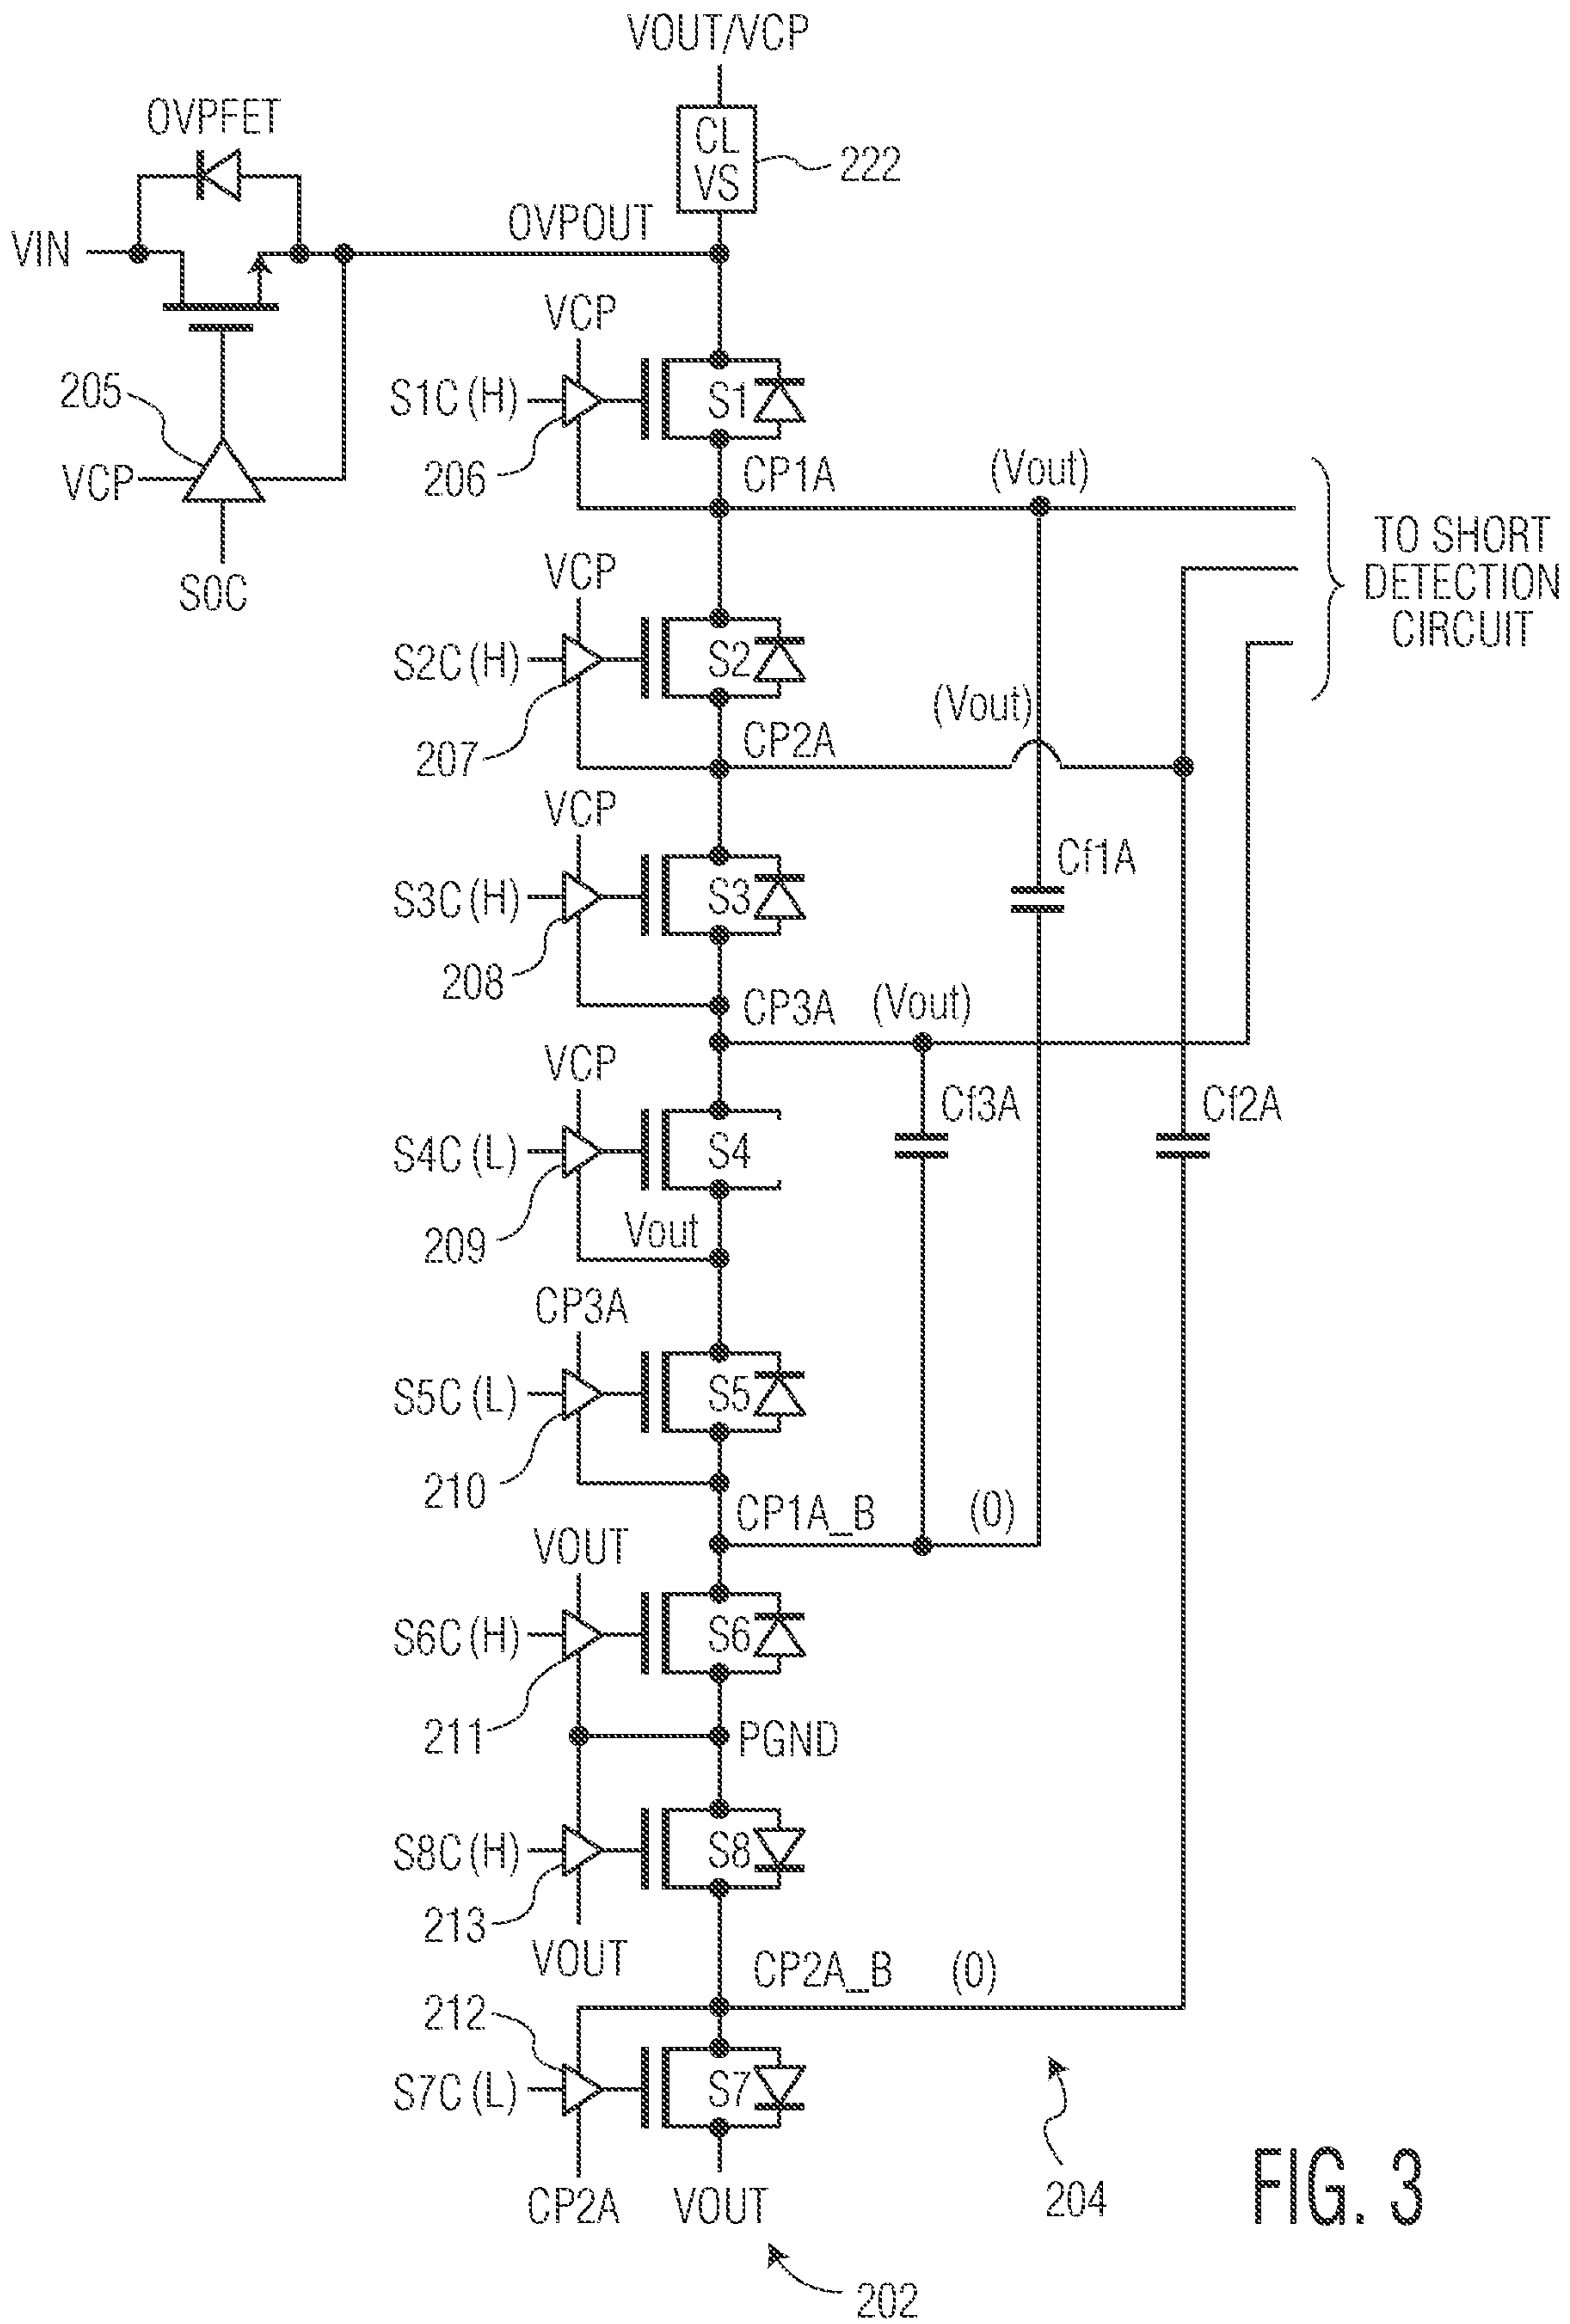 VOUT/VCP
OVPFET
CL
VS
222
VIN
OVPOUT
VCP
205
S1C (H)
S1
206
CP1A
(Vout)
VCP
S0C
TO SHORT
DETECTION
CIRCUIT
VCP
S2C (H)
S2
207
CP2A
(Vout)
VCP
S3C (H)
S3
208
Cf1A
CP3A
(Vout)
VCP
S4C (L)
S4
209
Cf3A
Cf2A
Vout
CP3A
S5C (L)
S5
210
CP1A_B
(0)
VOUT
S6C (H)
S6
211
PGND
S8C (H)
S8
213
VOUT
CP2A_B
(0)
212
S7C (L)
S7
CP2A
VOUT
204
202
FIG. 3